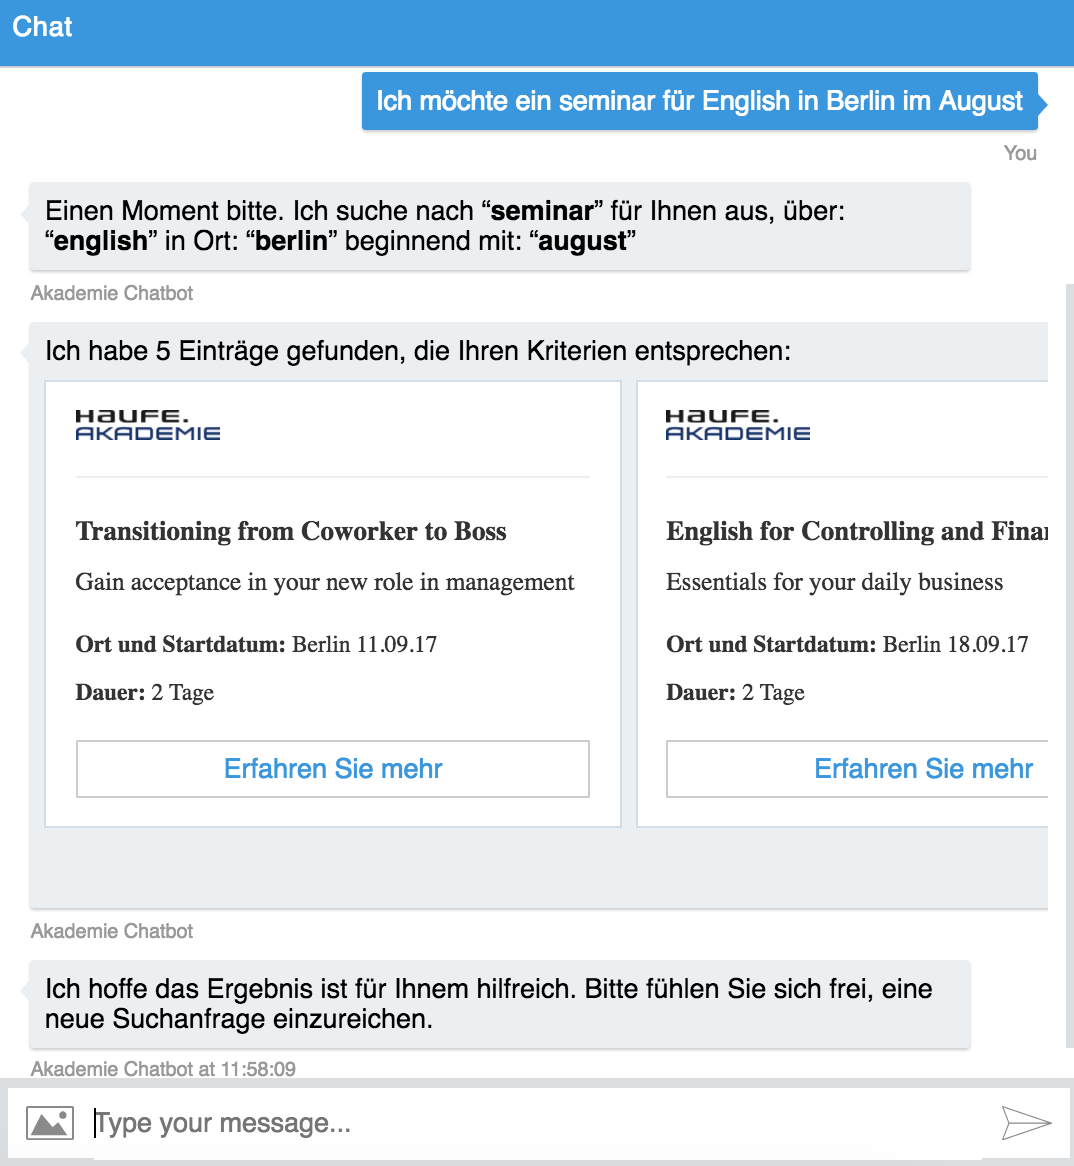 Chat
Ich möchte ein seminar für English in Berlin im August
You
Einen Moment bitte. Ich suche nach “seminar” für Ihnen aus, über:
“english” in Ort: “berlin” beginnend mit: “august”
Akademie Chatbot
Ich habe 5 Einträge gefunden, die Ihren Kriterien entsprechen:
HAUFE.
AKADEMIE
Transitioning from Coworker to Boss
Gain acceptance in your new role in management
Ort und Startdatum: Berlin 11.09.17
Dauer: 2 Tage
Erfahren Sie mehr
HAUFE.
AKADEMIE
English for Controlling and
Essentials for your daily business
Ort und Startdatum: Berlin 18.09.17
Dauer: 2 Tage
Erfahren Sie mehr
Akademie Chatbot
Ich hoffe das Ergebnis ist für Ihnem hilfreich. Bitte fühlen Sie sich frei, eine
neue Suchanfrage einzureichen.
Akademie Chatbot at 11:58:09
Type your message...